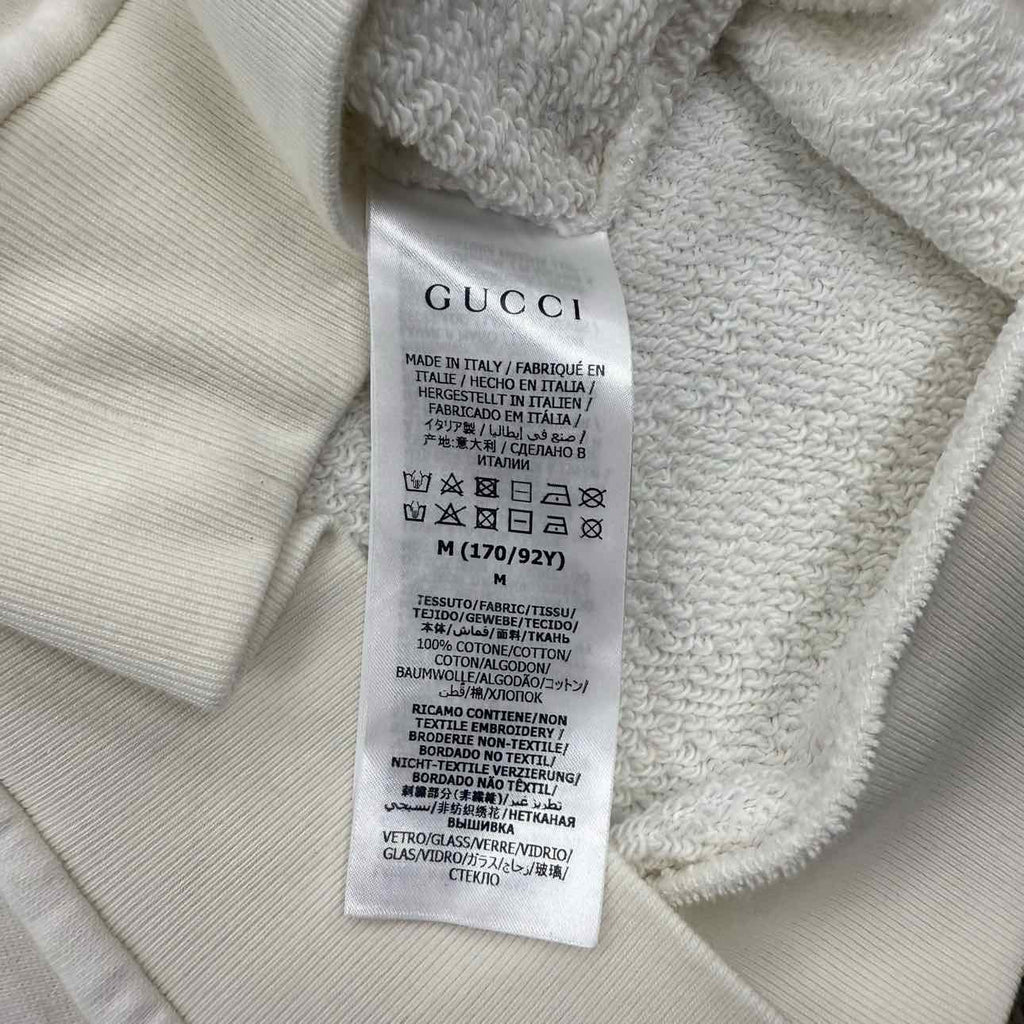 GUCCI
MADE IN ITALY / FABRIQUÉ EN
ITALIE / HECHO EN ITALIA /
HERGESTELLT IN ITALIEN /
FABRICADO EM ITÁLIA /
イタリア製 / صنع في إيطاليا /
产地:意大利 / СДЕЛАНО В
ИТАЛИИ
M (170/92Y)
M
TESSUTO/FABRIC/TISSU/
TEJIDO/GEWEBE/TECIDO/
本体/قماش/面料/ТКАНЬ
100% COTONE/COTTON/
COTON/ALGODON/
BAUMWOLLE/ALGODÃO/コットン/
قطن/棉/ХЛОПОК
RICAMO CONTIENE/NON
TEXTILE EMBROIDERY /
BRODERIE NON-TEXTILE/
BORDADO NO TEXTIL/
NICHT-TEXTILE VERZIERUNG/
BORDADO NÃO TÊXTIL/
刺繍部分(非繊維)/تطريز غير
نسيجي/非纺织绣花/НЕТКАНАЯ
ВЫШИВКА
VETRO/GLASS/VERRE/VIDRIO/
GLAS/VIDRO/ガラス/زجاج/玻璃/
СТЕКЛО